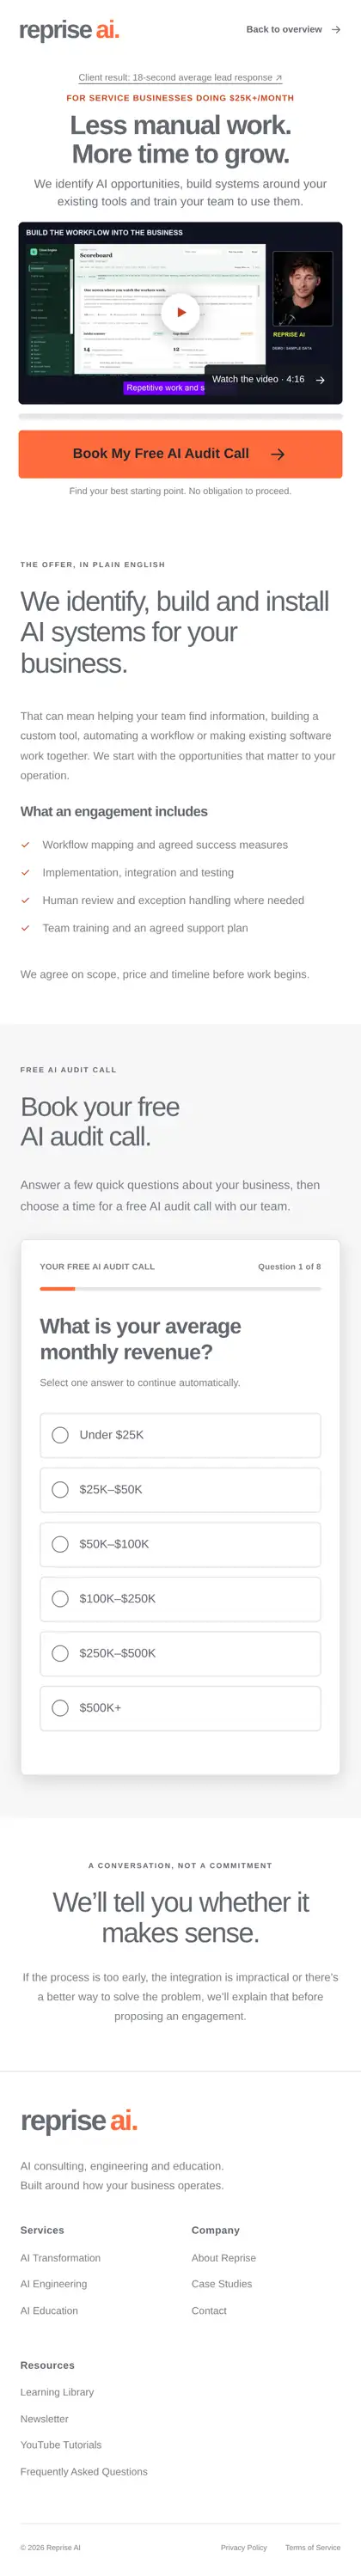 reprise ai.
Back to overview →
Client result: 18-second average lead response ↗
FOR SERVICE BUSINESSES DOING $25K+/MONTH
Less manual work.
More time to grow.
We identify AI opportunities, build systems around your
existing tools and train your team to use them.
BUILD THE WORKFLOW INTO THE BUSINESS
Scoreboard
REPRISE AI
DEMO / SAMPLE DATA
Watch the video · 4:16 →
Repetitive work and s
Book My Free AI Audit Call →
Find your best starting point. No obligation to proceed.
THE OFFER, IN PLAIN ENGLISH
We identify, build and install
AI systems for your
business.
That can mean helping your team find information, building a
custom tool, automating a workflow or making existing software
work together. We start with the opportunities that matter to your
operation.
What an engagement includes
Workflow mapping and agreed success measures
Implementation, integration and testing
Human review and exception handling where needed
Team training and an agreed support plan
We agree on scope, price and timeline before work begins.
FREE AI AUDIT CALL
Book your free
AI audit call.
Answer a few quick questions about your business, then
choose a time for a free AI audit call with our team.
YOUR FREE AI AUDIT CALL
Question 1 of 8
What is your average
monthly revenue?
Select one answer to continue automatically.
Under $25K
$25K–$50K
$50K–$100K
$100K–$250K
$250K–$500K
$500K+
A CONVERSATION, NOT A COMMITMENT
We’ll tell you whether it
makes sense.
If the process is too early, the integration is impractical or there’s
a better way to solve the problem, we’ll explain that before
proposing an engagement.
reprise ai.
AI consulting, engineering and education.
Built around how your business operates.
Services
AI Transformation
AI Engineering
AI Education
Company
About Reprise
Case Studies
Contact
Resources
Learning Library
Newsletter
YouTube Tutorials
Frequently Asked Questions
© 2026 Reprise AI
Privacy Policy
Terms of Service